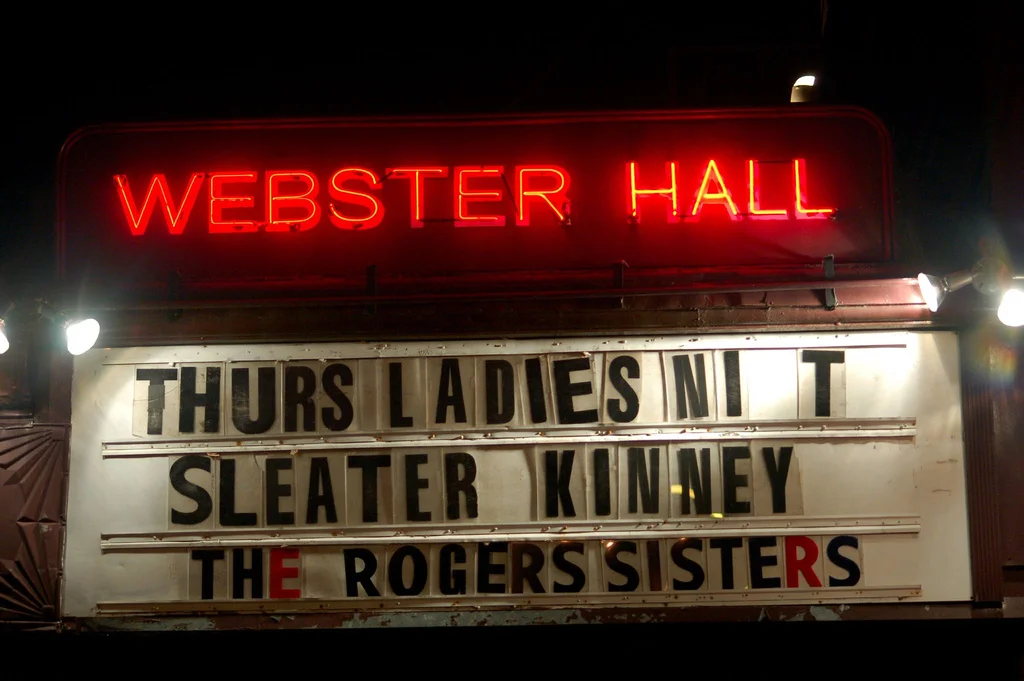 WEBSTER HALL
THURS LADIES NI T
SLEATER KINNEY
THE ROGERS SISTERS